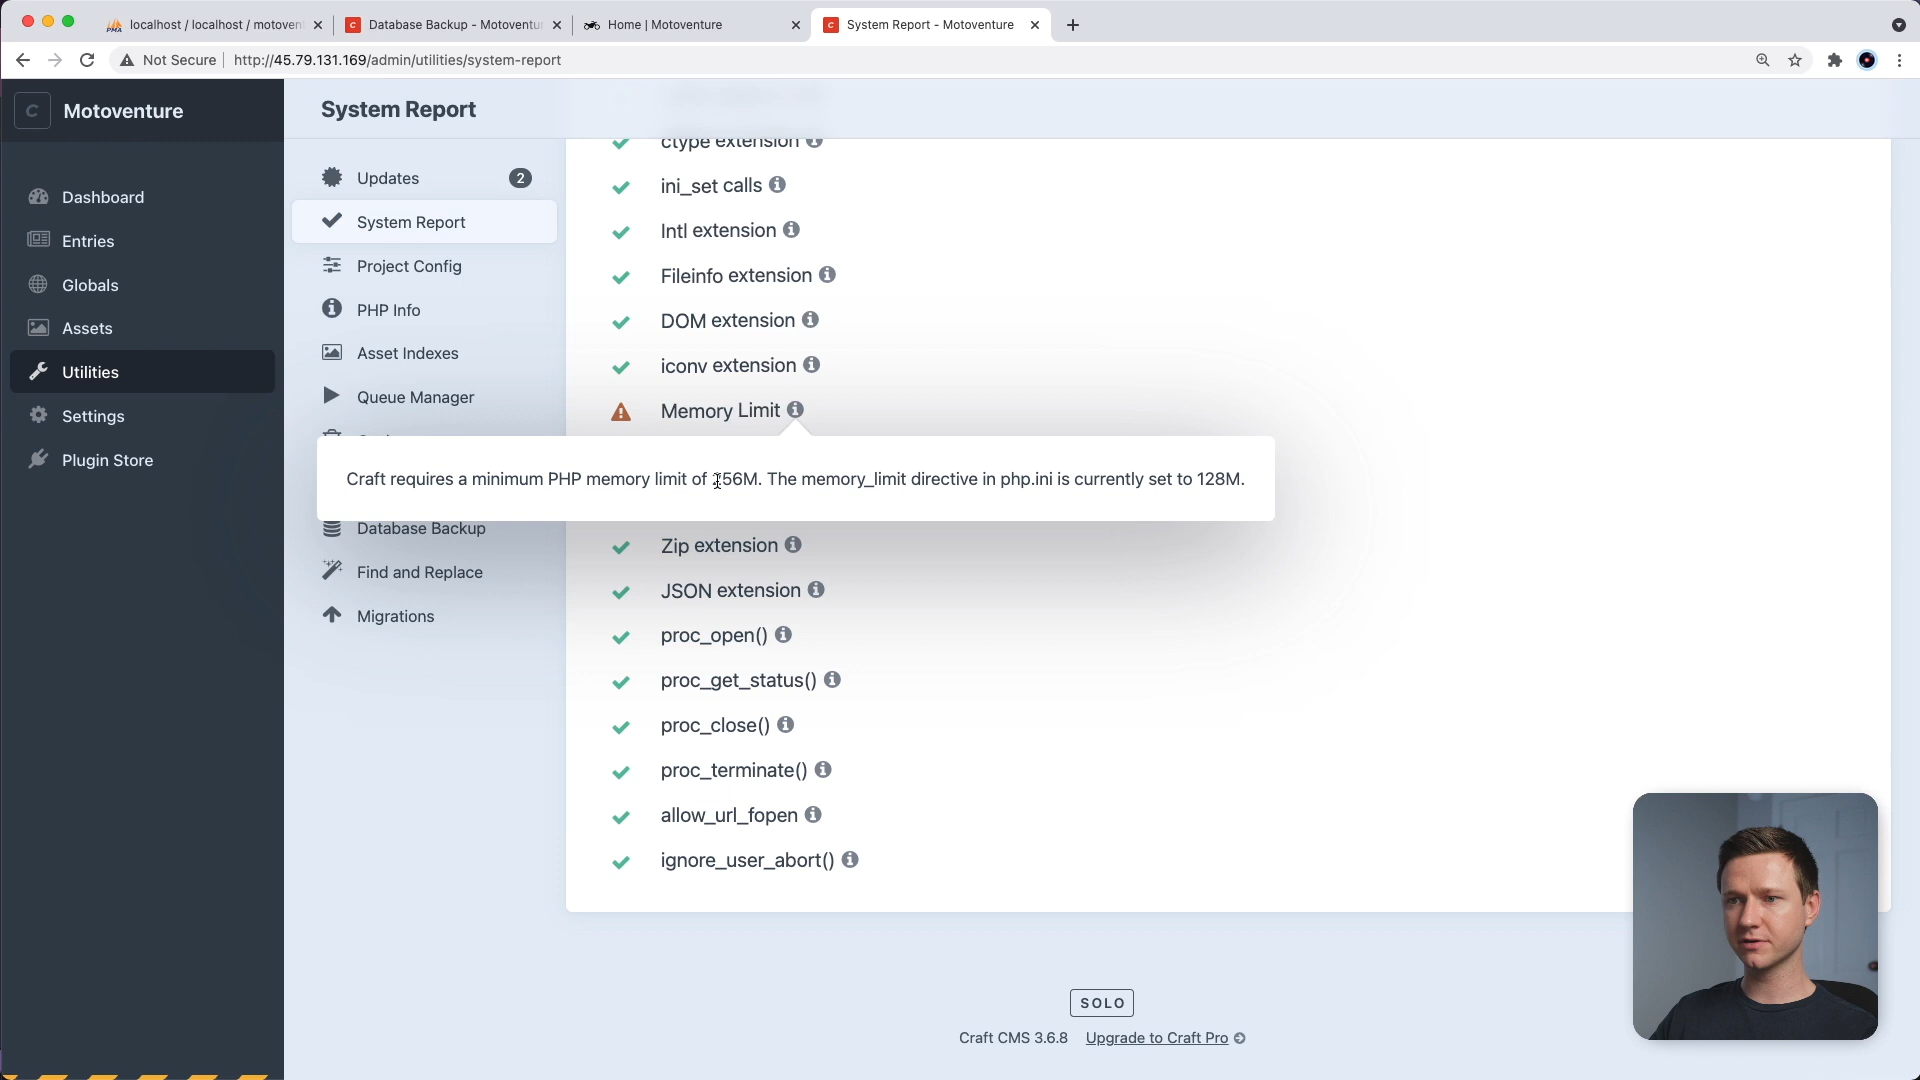 localhost / localhost / motoven
Database Backup - Motoventu
Home | Motoventure
System Report - Motoventure
Not Secure
http://45.79.131.169/admin/utilities/system-report
C
Motoventure
System Report
Dashboard
Entries
Globals
Assets
Utilities
Settings
Plugin Store
Updates
2
System Report
Project Config
PHP Info
Asset Indexes
Queue Manager
Database Backup
Find and Replace
Migrations
ctype extension
ini_set calls
Intl extension
Fileinfo extension
DOM extension
iconv extension
Memory Limit
Craft requires a minimum PHP memory limit of 256M. The memory_limit directive in php.ini is currently set to 128M.
Zip extension
JSON extension
proc_open()
proc_get_status()
proc_close()
proc_terminate()
allow_url_fopen
ignore_user_abort()
SOLO
Craft CMS 3.6.8 Upgrade to Craft Pro